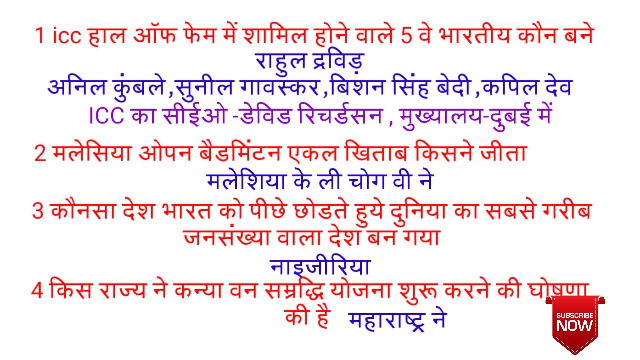 1 icc हाल ऑफ फेम में शामिल होने वाले 5 वे भारतीय कौन बने
राहुल द्रविड़
अनिल कुंबले,सुनील गावस्कर,बिशन सिंह बेदी,कपिल देव
ICC का सीईओ -डेविड रिचर्डसन , मुख्यालय-दुबई में
2 मलेसिया ओपन बैडमिंटन एकल खिताब किसने जीता
मलेशिया के ली चोंग वी ने
3 कौनसा देश भारत को पीछे छोडते हुये दुनिया का सबसे गरीब
जनसंख्या वाला देश बन गया
नाइजीरिया
4 किस राज्य ने कन्या वन सम्रद्धि योजना शुरू करने की घोषणा
की है महाराष्ट्र ने
SUBSCRIBE
NOW